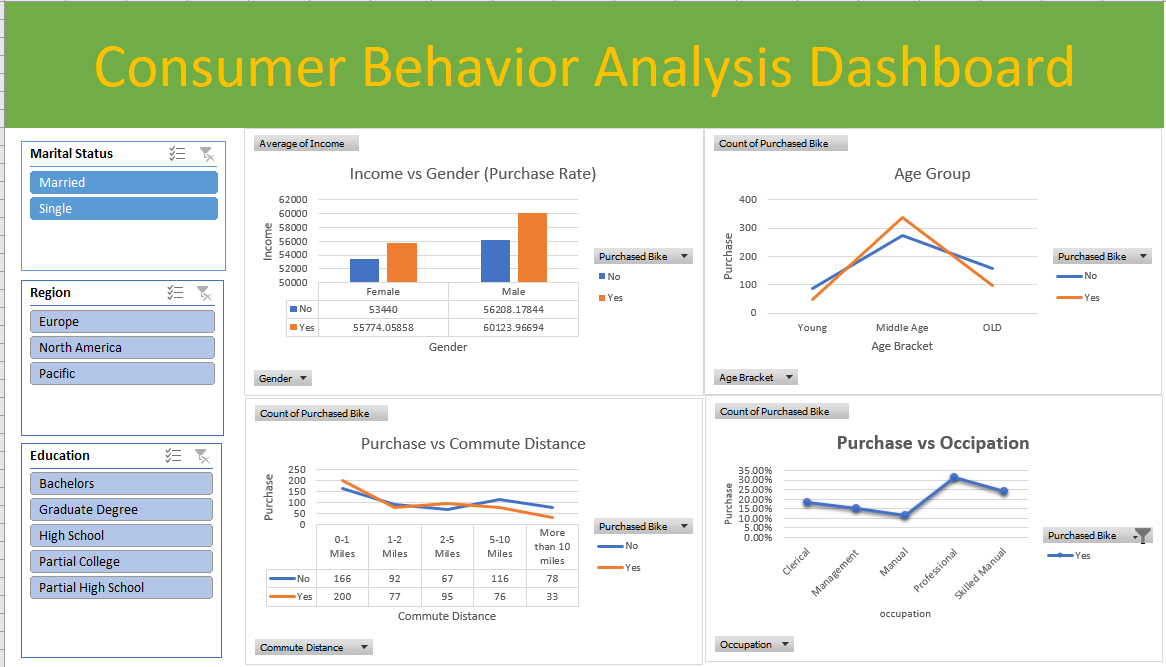 Consumer Behavior Analysis Dashboard
Marital Status
Married
Single
Region
Europe
North America
Pacific
Education
Bachelors
Graduate Degree
High School
Partial College
Partial High School
Average of Income
Income vs Gender (Purchase Rate)
Income
62000
60000
58000
56000
54000
52000
50000
Female Male
No 53440 56208.17844
Yes 55774.05858 60123.96694
Gender
Purchased Bike
No
Yes
Gender
Count of Purchased Bike
Age Group
Purchase
400
300
200
100
0
Young Middle Age OLD
Age Bracket
Purchased Bike
No
Yes
Age Bracket
Count of Purchased Bike
Purchase vs Commute Distance
Purchase
250
200
150
100
50
0
0-1 Miles 1-2 Miles 2-5 Miles 5-10 Miles More than 10 miles
No 166 92 67 116 78
Yes 200 77 95 76 33
Commute Distance
Purchased Bike
No
Yes
Commute Distance
Count of Purchased Bike
Purchase vs Occipation
Purchase
35.00%
30.00%
25.00%
20.00%
15.00%
10.00%
5.00%
0.00%
Clerical Management Manual Professional Skilled Manual
occupation
Purchased Bike
Yes
Occupation